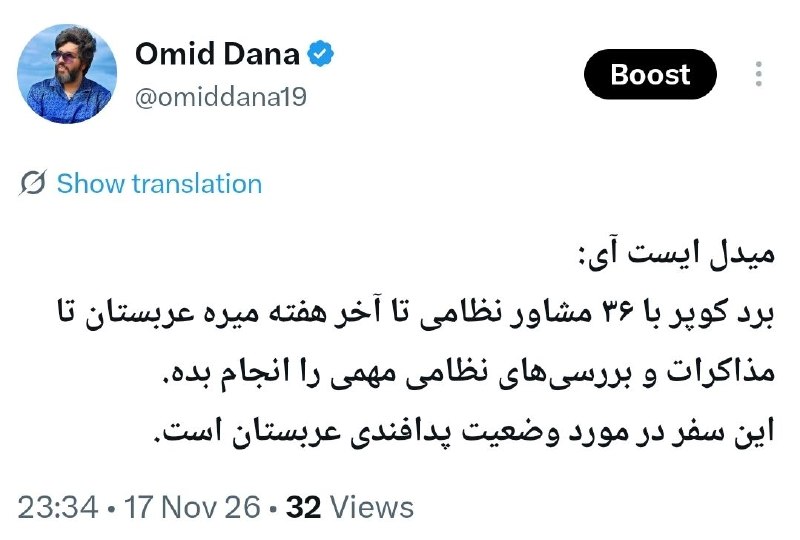 Omid Dana
@omiddana19
Boost
Show translation
میدل ایست آی:
برد کوپر با ۳۶ مشاور نظامی تا آخر هفته میره عربستان تا
مذاکرات و بررسی‌های نظامی مهمی را انجام بده.
این سفر در مورد وضعیت پدافندی عربستان است.
23:34 • 17 Nov 26 • 32 Views